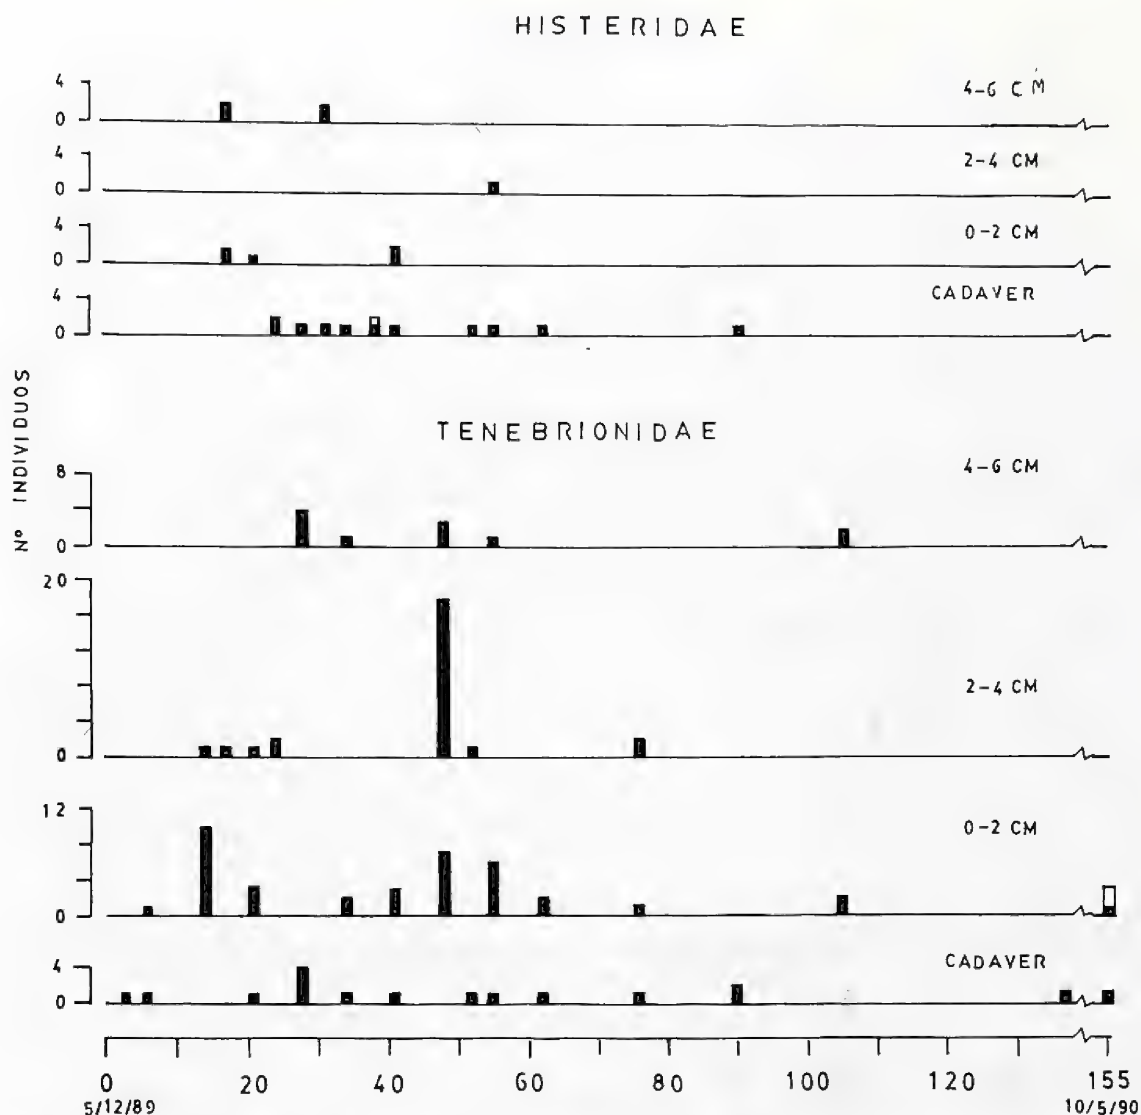 HISTERIDAE
4
0
4-6 CM
4
0
2-4 CM
4
0
0-2 CM
4
0
CADAVER
Nº INDIVIDUOS
TENEBRIONIDAE
8
0
4-6 CM
20
0
2-4 CM
12
0
0-2 CM
4
0
CADAVER
0 20 40 60 80 100 120 155
5/12/89 10/5/90